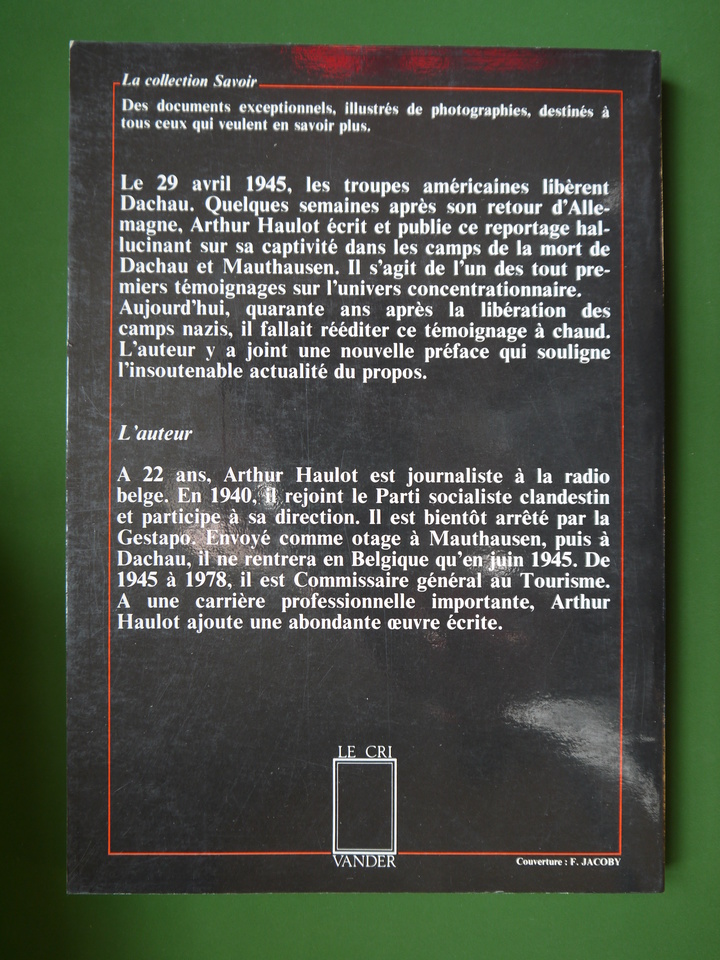 La collection Savoir
Des documents exceptionnels, illustrés de photographies, destinés à
tous ceux qui veulent en savoir plus.
Le 29 avril 1945, les troupes américaines libèrent
Dachau. Quelques semaines après son retour d'Alle-
magne, Arthur Haulot écrit et publie ce reportage hal-
lucinant sur sa captivité dans les camps de la mort de
Dachau et Mauthausen. Il s'agit de l'un des tout pre-
miers témoignages sur l'univers concentrationnaire.
Aujourd'hui, quarante ans après la libération des
camps nazis, il fallait rééditer ce témoignage à chaud.
L'auteur y a joint une nouvelle préface qui souligne
l'insoutenable actualité du propos.
L'auteur
A 22 ans, Arthur Haulot est journaliste à la radio
belge. En 1940, il rejoint le Parti socialiste clandestin
et participe à sa direction. Il est bientôt arrêté par la
Gestapo. Envoyé comme otage à Mauthausen, puis à
Dachau, il ne rentrera en Belgique qu'en juin 1945. De
1945 à 1978, il est Commissaire général au Tourisme.
A une carrière professionnelle importante, Arthur
Haulot ajoute une abondante œuvre écrite.
LE CRI
VANDER
Couverture : F. JACOBY